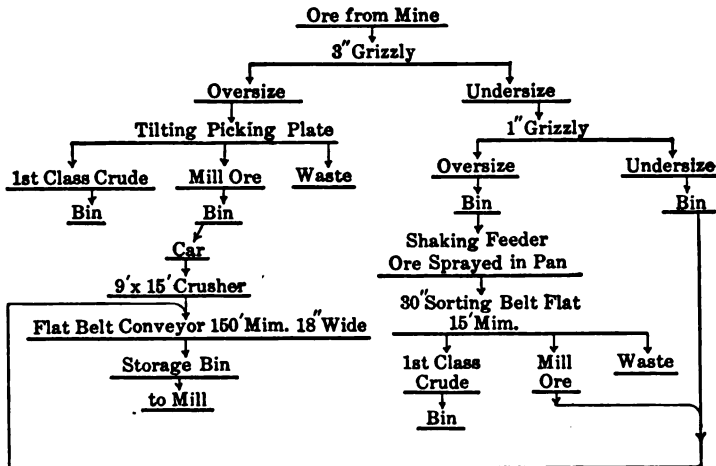 Ore from Mine
3" Grizzly
Oversize
Undersize
Tilting Picking Plate
1" Grizzly
1st Class Crude
Mill Ore
Waste
Oversize
Undersize
Bin
Bin
Bin
Bin
Car
Shaking Feeder
Ore Sprayed in Pan
9'x 15' Crusher
30" Sorting Belt Flat
15' Mim.
Flat Belt Conveyor 150' Mim. 18" Wide
Storage Bin
to Mill
1st Class
Crude
Mill
Ore
Waste
Bin